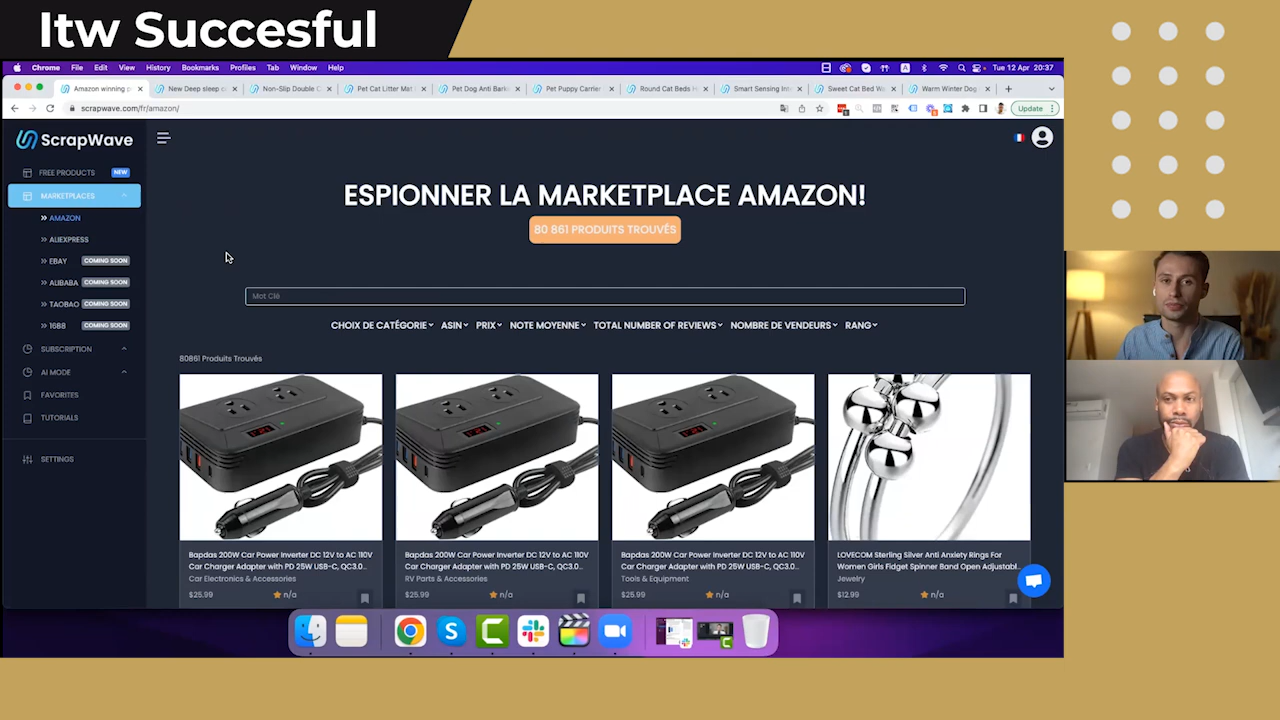 Itw Succesful
Chrome File Edit View History Bookmarks Profiles Tab Window Help
Tue 12 Apr 20:37
Amazon winning p
New Deep sleep c
Non-Slip Double C
Pet Cat Litter Mat
Pet Dog Anti Bark
Pet Puppy Carrier
Round Cat Beds H
Smart Sensing Int
Sweet Cat Bed W
Warm Winter Dog
scrapwave.com/fr/amazon/
Update
ScrapWave
FREE PRODUCTS NEW
MARKETPLACES
AMAZON
ALIEXPRESS
EBAY COMING SOON
ALIBABA COMING SOON
TAOBAO COMING SOON
1688 COMING SOON
SUBSCRIPTION
AI MODE
FAVORITES
TUTORIALS
SETTINGS
ESPIONNER LA MARKETPLACE AMAZON!
80 861 PRODUITS TROUVÉS
Mot Clé
CHOIX DE CATÉGORIE ASIN PRIX NOTE MOYENNE TOTAL NUMBER OF REVIEWS NOMBRE DE VENDEURS RANG
80861 Produits Trouvés
Bapdas 200W Car Power Inverter DC 12V to AC 110V
Car Charger Adapter with PD 25W USB-C, QC3.0...
Car Electronics & Accessories
$25.99 n/a
Bapdas 200W Car Power Inverter DC 12V to AC 110V
Car Charger Adapter with PD 25W USB-C, QC3.0...
RV Parts & Accessories
$25.99 n/a
Bapdas 200W Car Power Inverter DC 12V to AC 110V
Car Charger Adapter with PD 25W USB-C, QC3.0...
Tools & Equipment
$25.99 n/a
LOVECOM Sterling Silver Anti Anxiety Rings For
Women Girls Fidget Spinner Band Open Adjustabl...
Jewelry
$12.99 n/a